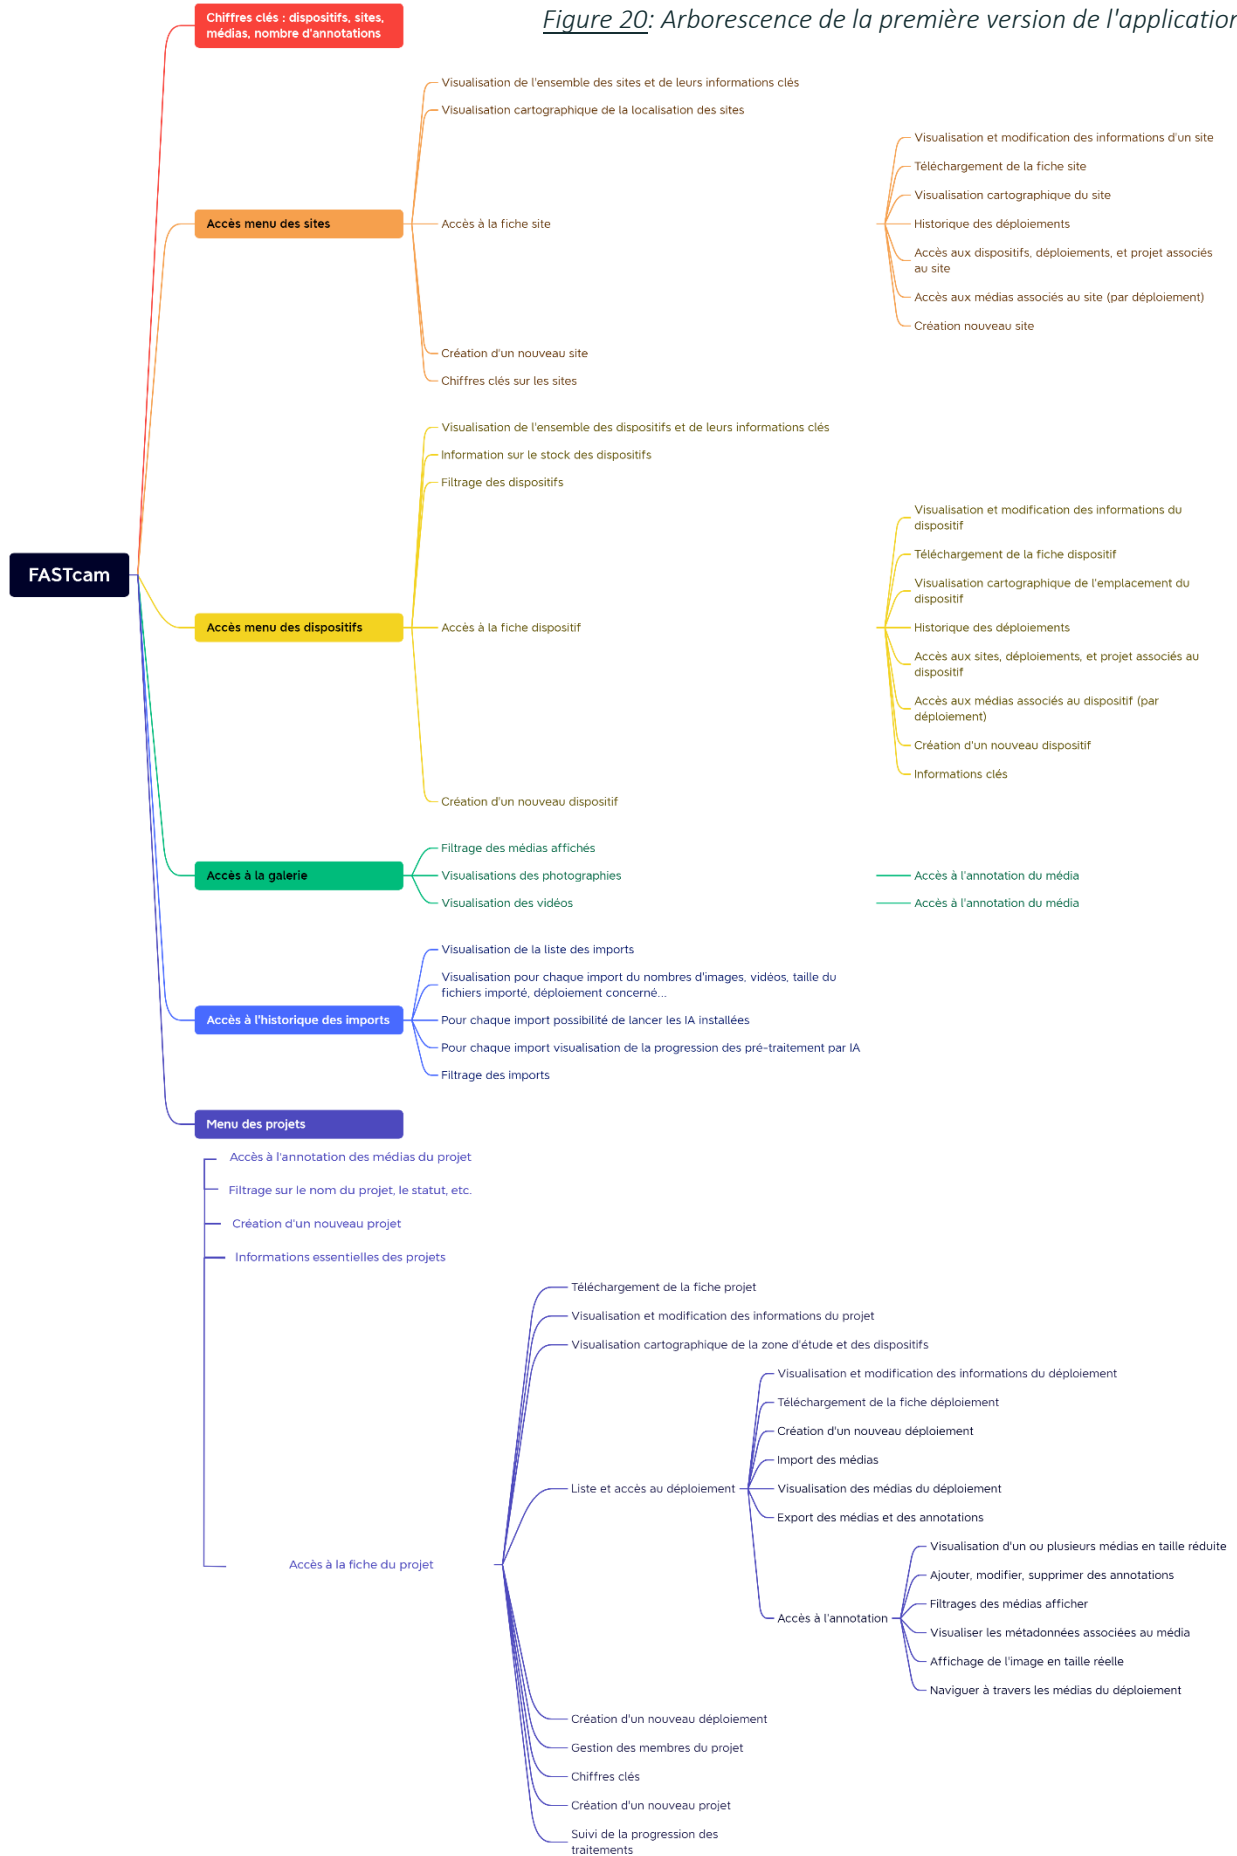 Figure 20: Arborescence de la première version de l'application
Chiffres clés : dispositifs, sites,
médias, nombre d'annotations
Visualisation de l'ensemble des sites et de leurs informations clés
Visualisation cartographique de la localisation des sites
Visualisation et modification des informations d'un site
Téléchargement de la fiche site
Visualisation cartographique du site
Accès menu des sites
Accès à la fiche site
Historique des déploiements
Accès aux dispositifs, déploiements, et projet associés
au site
Accès aux médias associés au site (par déploiement)
Création nouveau site
Création d'un nouveau site
Chiffres clés sur les sites
Visualisation de l'ensemble des dispositifs et de leurs informations clés
Information sur le stock des dispositifs
Filtrage des dispositifs
Visualisation et modification des informations du
dispositif
Téléchargement de la fiche dispositif
FASTcam
Visualisation cartographique de l'emplacement du
dispositif
Accès menu des dispositifs
Accès à la fiche dispositif
Historique des déploiements
Accès aux sites, déploiements, et projet associés au
dispositif
Accès aux médias associés au dispositif (par
déploiement)
Création d'un nouveau dispositif
Informations clés
Création d'un nouveau dispositif
Filtrage des médias affichés
Accès à la galerie
Visualisations des photographies
Accès à l'annotation du média
Visualisation des vidéos
Accès à l'annotation du média
Visualisation de la liste des imports
Visualisation pour chaque import du nombres d'images, vidéos, taille du
fichiers importé, déploiement concerné...
Accès à l'historique des imports
Pour chaque import possibilité de lancer les IA installées
Pour chaque import visualisation de la progression des pré-traitement par IA
Filtrage des imports
Menu des projets
Accès à l'annotation des médias du projet
Filtrage sur le nom du projet, le statut, etc.
Création d'un nouveau projet
Informations essentielles des projets
Téléchargement de la fiche projet
Visualisation et modification des informations du projet
Visualisation cartographique de la zone d'étude et des dispositifs
Visualisation et modification des informations du déploiement
Téléchargement de la fiche déploiement
Création d'un nouveau déploiement
Import des médias
Liste et accès au déploiement
Visualisation des médias du déploiement
Export des médias et des annotations
Visualisation d'un ou plusieurs médias en taille réduite
Accès à la fiche du projet
Ajouter, modifier, supprimer des annotations
Filtrages des médias afficher
Accès à l'annotation
Visualiser les métadonnées associées au média
Affichage de l'image en taille réelle
Naviguer à travers les médias du déploiement
Création d'un nouveau déploiement
Gestion des membres du projet
Chiffres clés
Création d'un nouveau projet
Suivi de la progression des
traitements